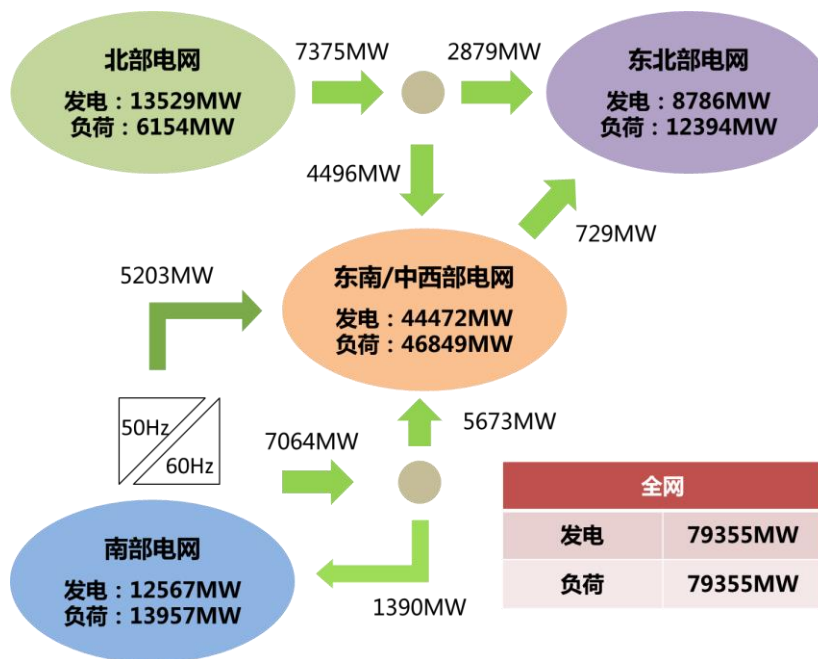 北部电网
发电：13529MW
负荷：6154MW
7375MW
2879MW
东北部电网
发电：8786MW
负荷：12394MW
4496MW
729MW
5203MW
东南/中西部电网
发电：44472MW
负荷：46849MW
50Hz
60Hz
7064MW
5673MW
南部电网
发电：12567MW
负荷：13957MW
1390MW
全网
发电 79355MW
负荷 79355MW